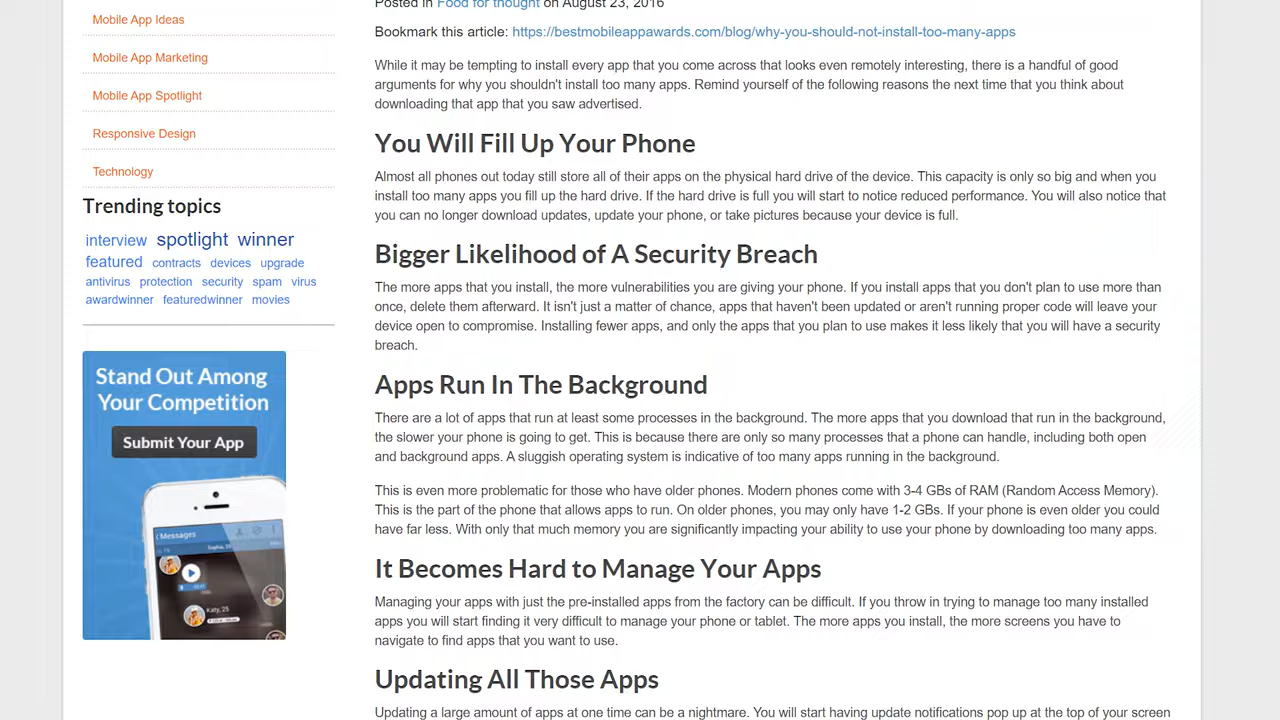 Mobile App Ideas
Mobile App Marketing
Mobile App Spotlight
Responsive Design
Technology
Trending topics
interview spotlight winner
featured contracts devices upgrade
antivirus protection security spam virus
awardwinner featuredwinner movies
Stand Out Among
Your Competition
Submit Your App
Messages
Katy, 25
Posted in Food for thought on August 23, 2016
Bookmark this article: https://bestmobileappawards.com/blog/why-you-should-not-install-too-many-apps
While it may be tempting to install every app that you come across that looks even remotely interesting, there is a handful of good
arguments for why you shouldn't install too many apps. Remind yourself of the following reasons the next time that you think about
downloading that app that you saw advertised.
You Will Fill Up Your Phone
Almost all phones out today still store all of their apps on the physical hard drive of the device. This capacity is only so big and when you
install too many apps you fill up the hard drive. If the hard drive is full you will start to notice reduced performance. You will also notice that
you can no longer download updates, update your phone, or take pictures because your device is full.
Bigger Likelihood of A Security Breach
The more apps that you install, the more vulnerabilities you are giving your phone. If you install apps that you don't plan to use more than
once, delete them afterward. It isn't just a matter of chance, apps that haven't been updated or aren't running proper code will leave your
device open to compromise. Installing fewer apps, and only the apps that you plan to use makes it less likely that you will have a security
breach.
Apps Run In The Background
There are a lot of apps that run at least some processes in the background. The more apps that you download that run in the background,
the slower your phone is going to get. This is because there are only so many processes that a phone can handle, including both open
and background apps. A sluggish operating system is indicative of too many apps running in the background.
This is even more problematic for those who have older phones. Modern phones come with 3-4 GBs of RAM (Random Access Memory).
This is the part of the phone that allows apps to run. On older phones, you may only have 1-2 GBs. If your phone is even older you could
have far less. With only that much memory you are significantly impacting your ability to use your phone by downloading too many apps.
It Becomes Hard to Manage Your Apps
Managing your apps with just the pre-installed apps from the factory can be difficult. If you throw in trying to manage too many installed
apps you will start finding it very difficult to manage your phone or tablet. The more apps you install, the more screens you have to
navigate to find apps that you want to use.
Updating All Those Apps
Updating a large amount of apps at one time can be a nightmare. You will start having update notifications pop up at the top of your screen